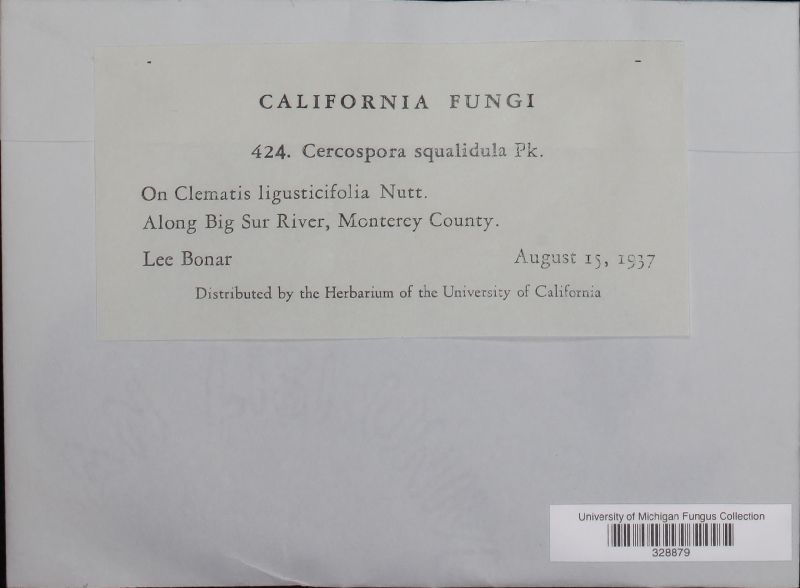 CALIFORNIA FUNGI
424. Cercospora squalidula Pk.
On Clematis ligusticifolia Nutt.
Along Big Sur River, Monterey County.
Lee Bonar August 15, 1937
Distributed by the Herbarium of the University of California
University of Michigan Fungus Collection
328879